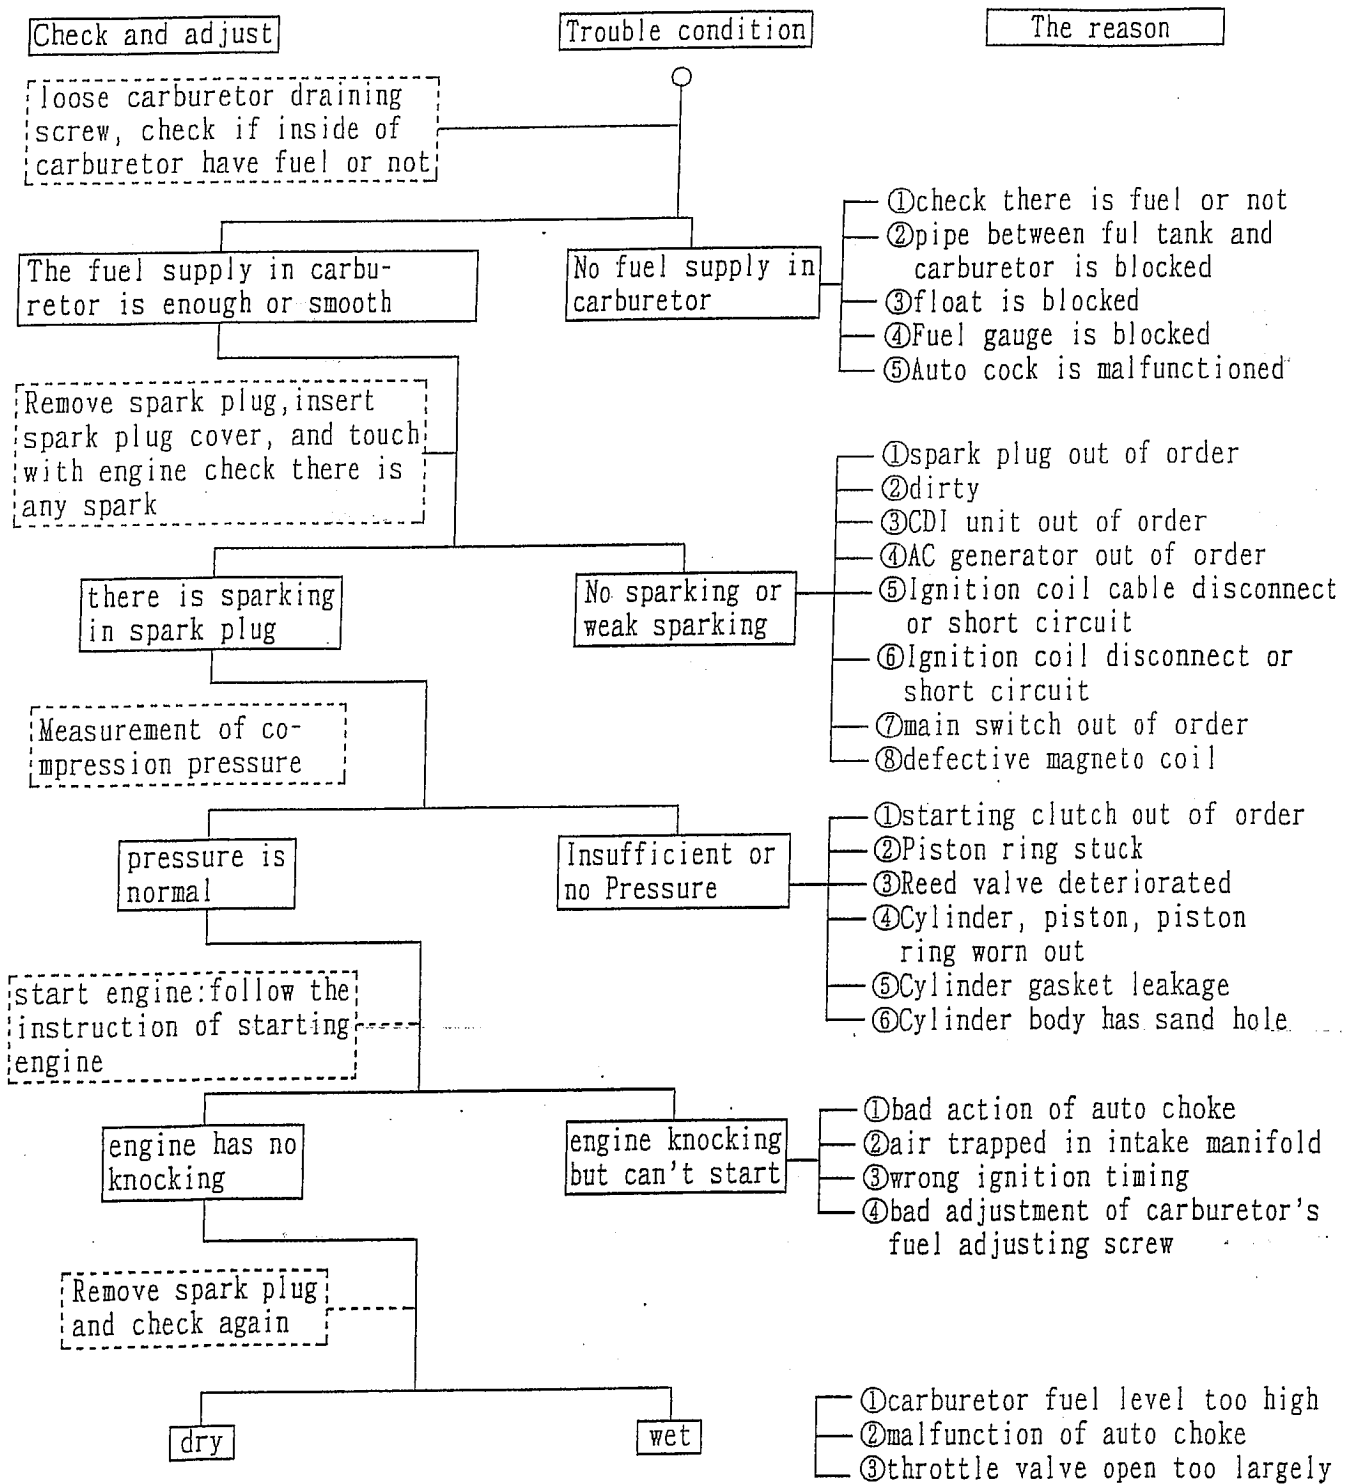 Check and adjust
Trouble condition
The reason
loose carburetor draining
screw, check if inside of
carburetor have fuel or not
The fuel supply in carbu-
retor is enough or smooth
No fuel supply in
carburetor
①check there is fuel or not
②pipe between ful tank and
carburetor is blocked
③float is blocked
④Fuel gauge is blocked
⑤Auto cock is malfunctioned
Remove spark plug,insert
spark plug cover, and touch
with engine check there is
any spark
there is sparking
in spark plug
No sparking or
weak sparking
①spark plug out of order
②dirty
③CDI unit out of order
④AC generator out of order
⑤Ignition coil cable disconnect
or short circuit
⑥Ignition coil disconnect or
short circuit
⑦main switch out of order
⑧defective magneto coil
Measurement of co-
mpression pressure
pressure is
normal
Insufficient or
no Pressure
①starting clutch out of order
②Piston ring stuck
③Reed valve deteriorated
④Cylinder, piston, piston
ring worn out
⑤Cylinder gasket leakage
⑥Cylinder body has sand hole
start engine:follow the
instruction of starting
engine
engine has no
knocking
engine knocking
but can't start
①bad action of auto choke
②air trapped in intake manifold
③wrong ignition timing
④bad adjustment of carburetor's
fuel adjusting screw
Remove spark plug
and check again
dry
wet
①carburetor fuel level too high
②malfunction of auto choke
③throttle valve open too largely